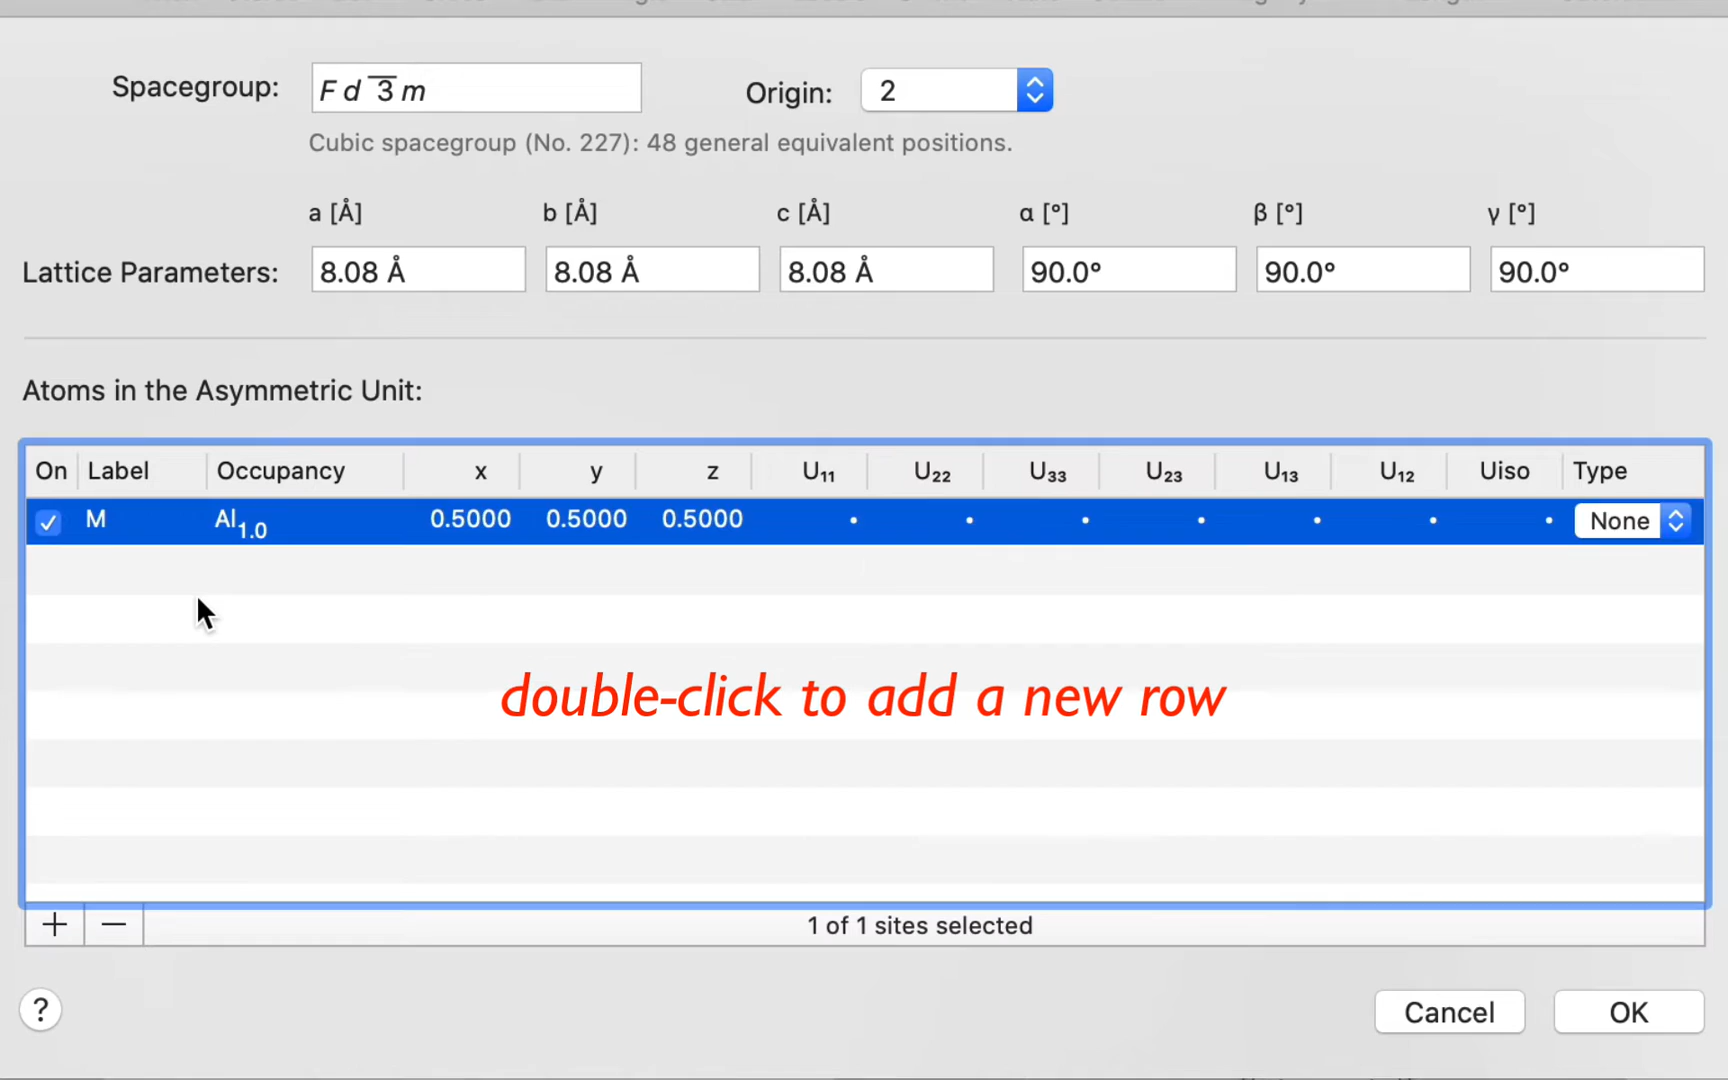 Spacegroup: F d 3̅ m Origin: 2
Cubic spacegroup (No. 227): 48 general equivalent positions.
a [Å] b [Å] c [Å] α [°] β [°] γ [°]
Lattice Parameters: 8.08 Å 8.08 Å 8.08 Å 90.0° 90.0° 90.0°
Atoms in the Asymmetric Unit:
On Label Occupancy x y z U₁₁ U₂₂ U₃₃ U₂₃ U₁₃ U₁₂ Uiso Type
✓ M Al₁.₀ 0.5000 0.5000 0.5000 • • • • • • • None
double-click to add a new row
+ − 1 of 1 sites selected
? Cancel OK